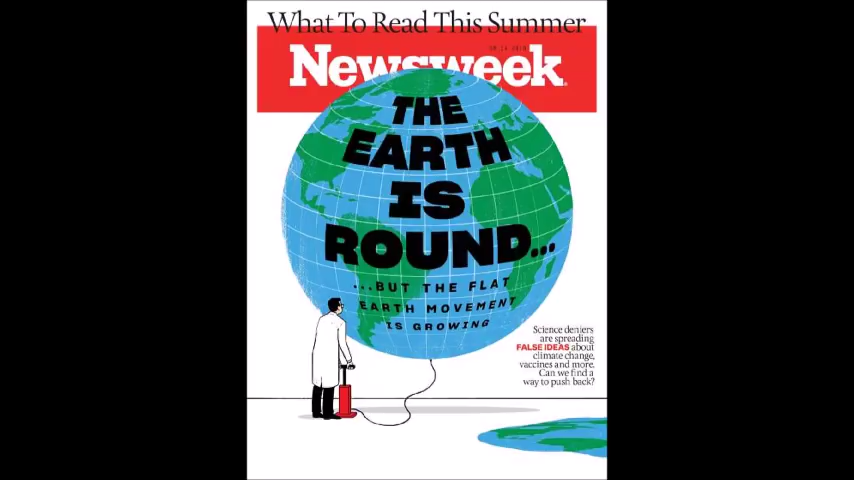 What To Read This Summer
Newsweek
THE
EARTH
IS
ROUND...
...BUT THE FLAT
EARTH MOVEMENT
IS GROWING
Science deniers
are spreading
FALSE IDEAS about
climate change,
vaccines and more.
Can we find a
way to push back?